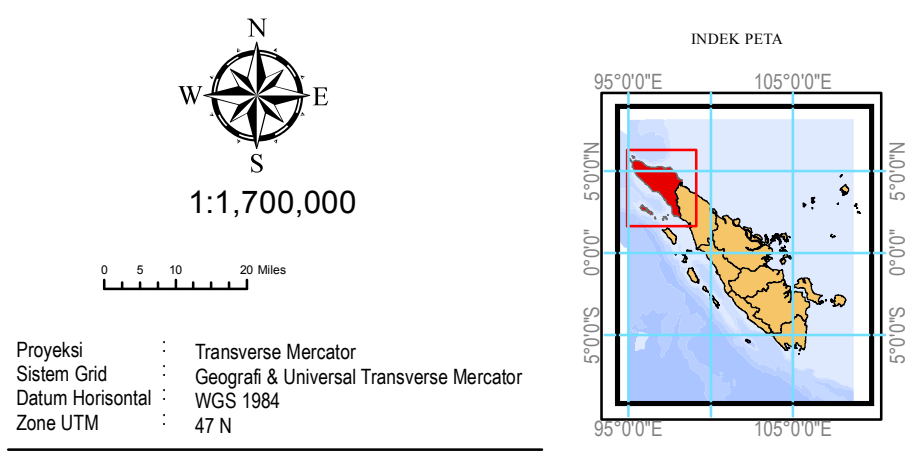 N
W E
S
1:1,700,000
0 5 10 20 Miles
Proyeksi : Transverse Mercator
Sistem Grid : Geografi & Universal Transverse Mercator
Datum Horisontal : WGS 1984
Zone UTM : 47 N
INDEK PETA
95°0'0"E 105°0'0"E
5°0'0"N 5°0'0"N
0°0'0" 0°0'0"
5°0'0"S 5°0'0"S
95°0'0"E 105°0'0"E